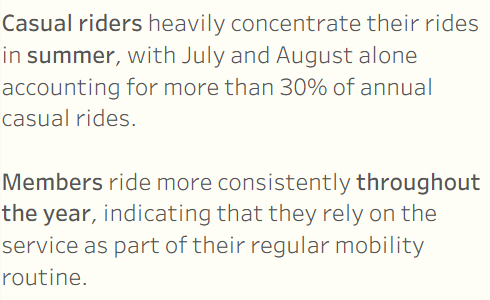 Casual riders heavily concentrate their rides
in summer, with July and August alone
accounting for more than 30% of annual
casual rides.
Members ride more consistently throughout
the year, indicating that they rely on the
service as part of their regular mobility
routine.